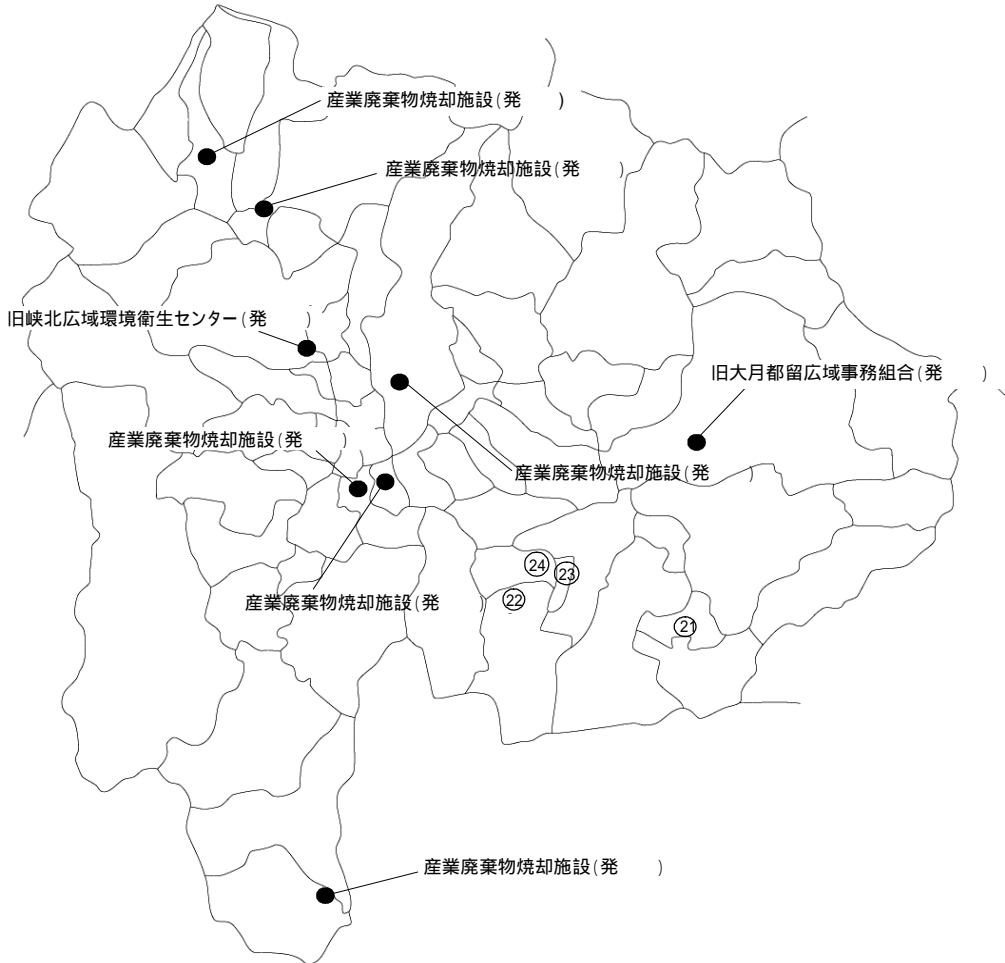 産業廃棄物焼却施設(発　　)
産業廃棄物焼却施設(発　　)
旧峡北広域環境衛生センター(発　　)
旧大月都留広域事務組合(発　　)
産業廃棄物焼却施設(発　　)
産業廃棄物焼却施設(発　　)
24
23
22
産業廃棄物焼却施設(発　　)
21
産業廃棄物焼却施設(発　　)